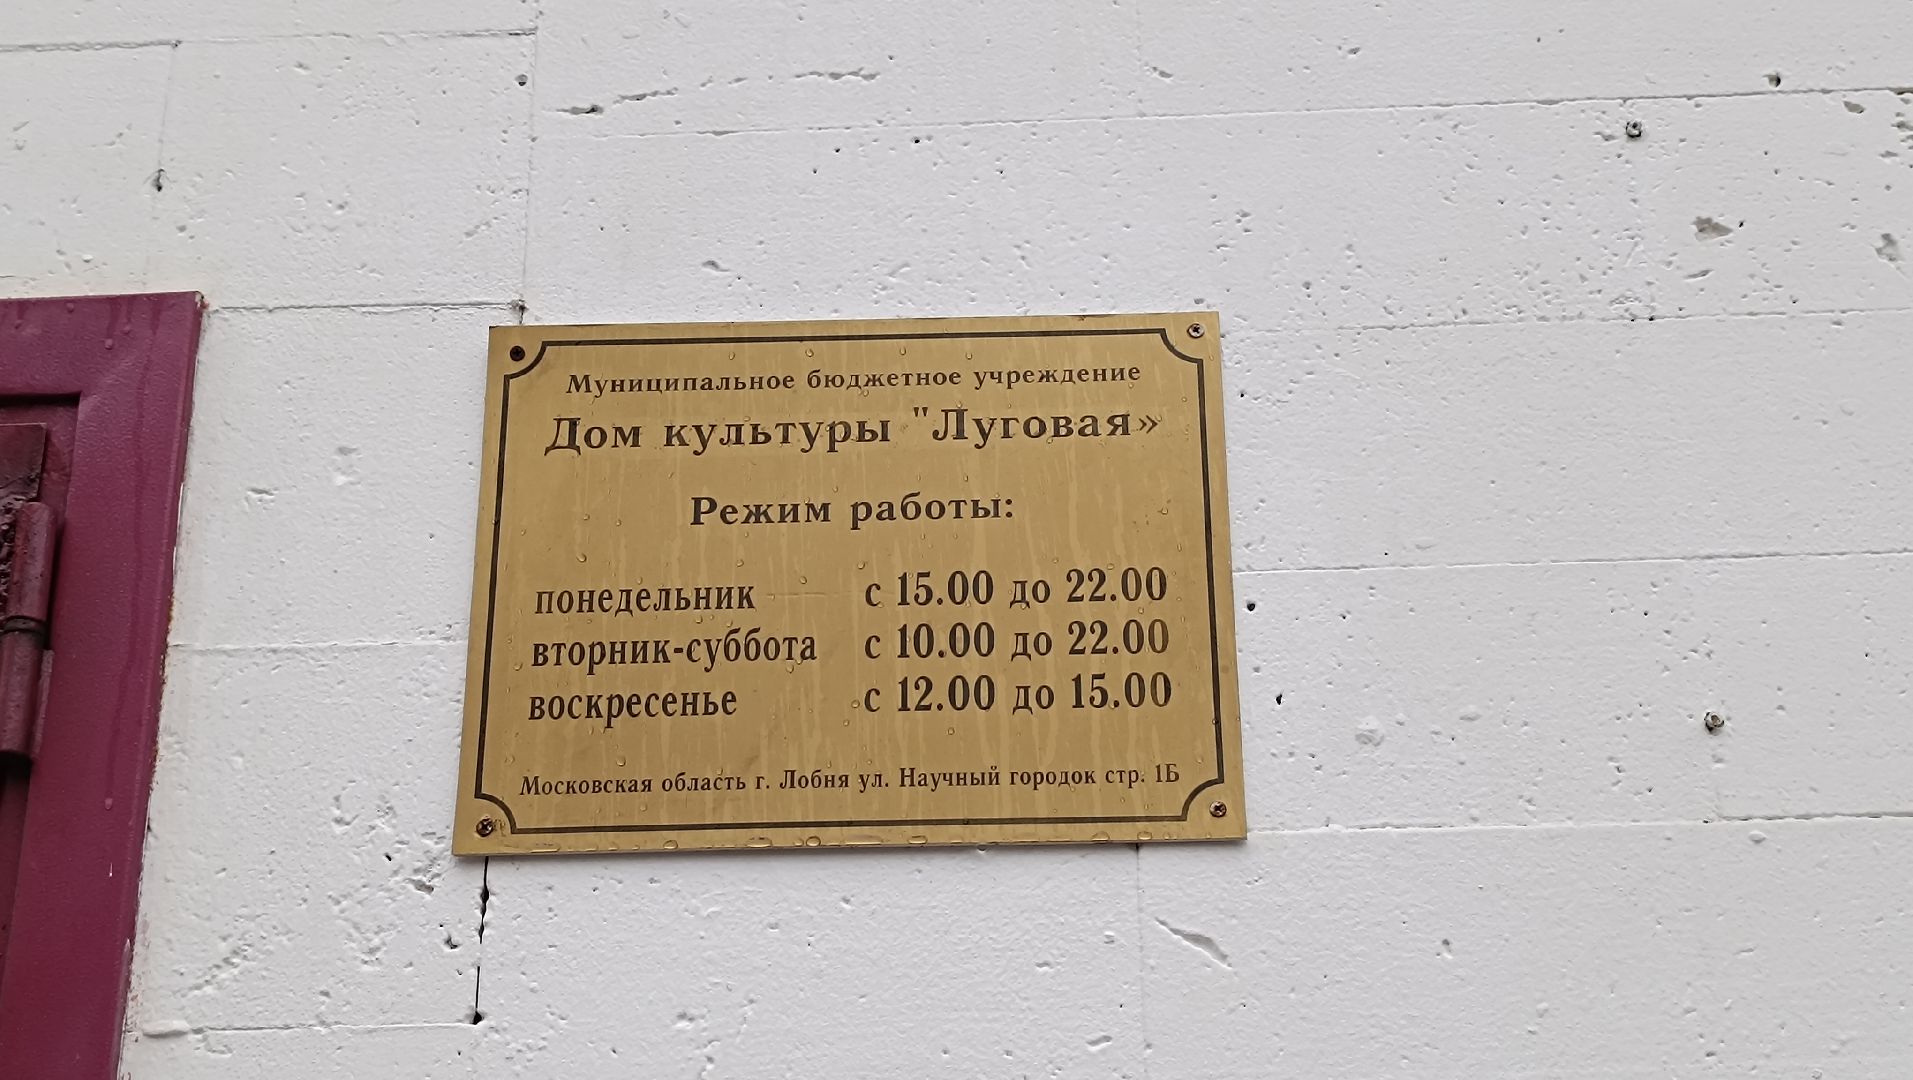 Муниципальное бюджетное учреждение
Дом культуры "Луговая»
Режим работы:
понедельник с 15.00 до 22.00
вторник-суббота с 10.00 до 22.00
воскресенье с 12.00 до 15.00
Московская область г. Лобня ул. Научный городок стр. 1Б